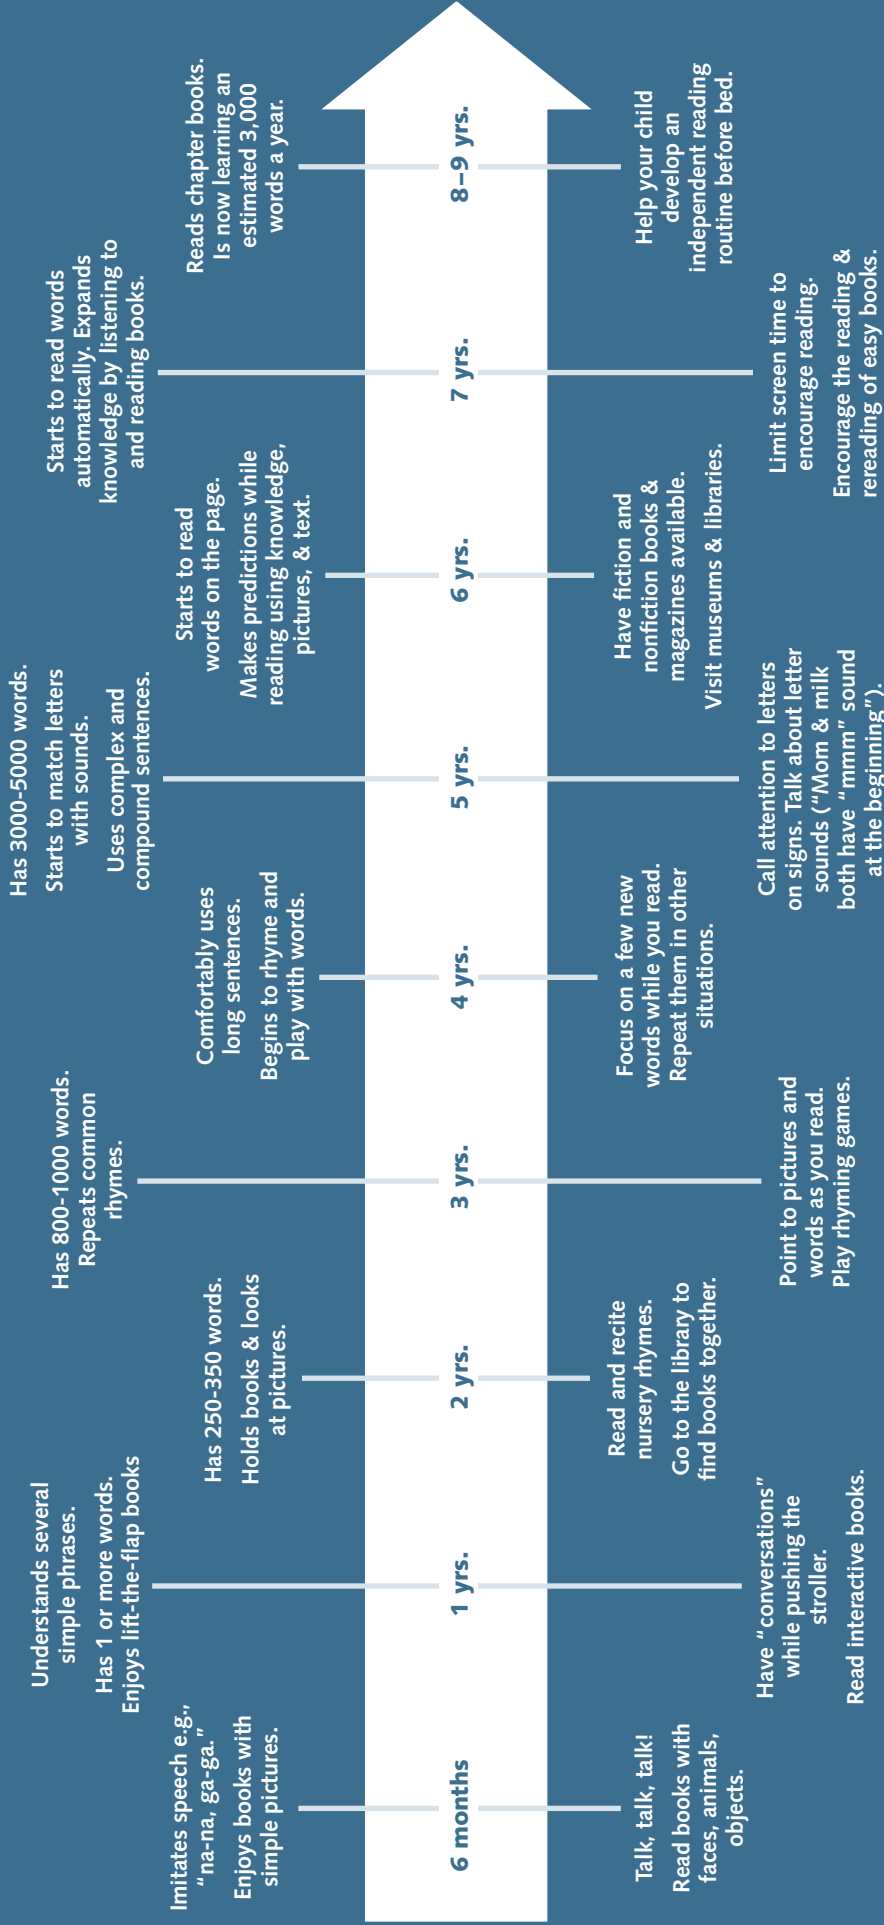 Imitates speech e.g.,
“na-na, ga-ga.”
Enjoys books with
simple pictures.
6 months
Talk, talk, talk!
Read books with
faces, animals,
objects.
Understands several
simple phrases.
Has 1 or more words.
Enjoys lift-the-flap books
1 yrs.
Have “conversations”
while pushing the
stroller.
Read interactive books.
Has 250-350 words.
Holds books & looks
at pictures.
2 yrs.
Read and recite
nursery rhymes.
Go to the library to
find books together.
Has 800-1000 words.
Repeats common
rhymes.
3 yrs.
Point to pictures and
words as you read.
Play rhyming games.
Comfortably uses
long sentences.
Begins to rhyme and
play with words.
4 yrs.
Focus on a few new
words while you read.
Repeat them in other
situations.
Has 3000-5000 words.
Starts to match letters
with sounds.
Uses complex and
compound sentences.
5 yrs.
Call attention to letters
on signs. Talk about letter
sounds (“Mom & milk
both have “mmm” sound
at the beginning”).
Starts to read
words on the page.
Makes predictions while
reading using knowledge,
pictures, & text.
6 yrs.
Have fiction and
nonfiction books &
magazines available.
Visit museums & libraries.
Starts to read words
automatically. Expands
knowledge by listening to
and reading books.
7 yrs.
Limit screen time to
encourage reading.
Encourage the reading &
rereading of easy books.
Reads chapter books.
Is now learning an
estimated 3,000
words a year.
8–9 yrs.
Help your child
develop an
independent reading
routine before bed.